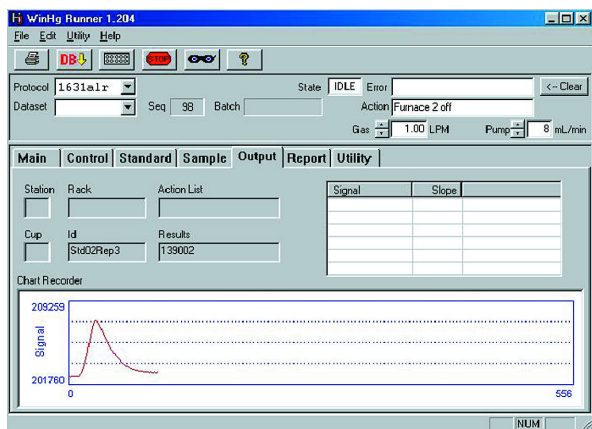 WinHg Runner 1.204
File Edit Utility Help
DB STOP ?
Protocol 1631alr State IDLE Error <-- Clear
Dataset Seq 98 Batch Action Furnace 2 off
Gas 1.00 LPM Pump 8 mL/min
Main Control Standard Sample Output Report Utility
Station Rack Action List Signal Slope
Cup Id Results
Std02Rep3 139002
Chart Recorder
209259
Signal
201760
0 556
NUM